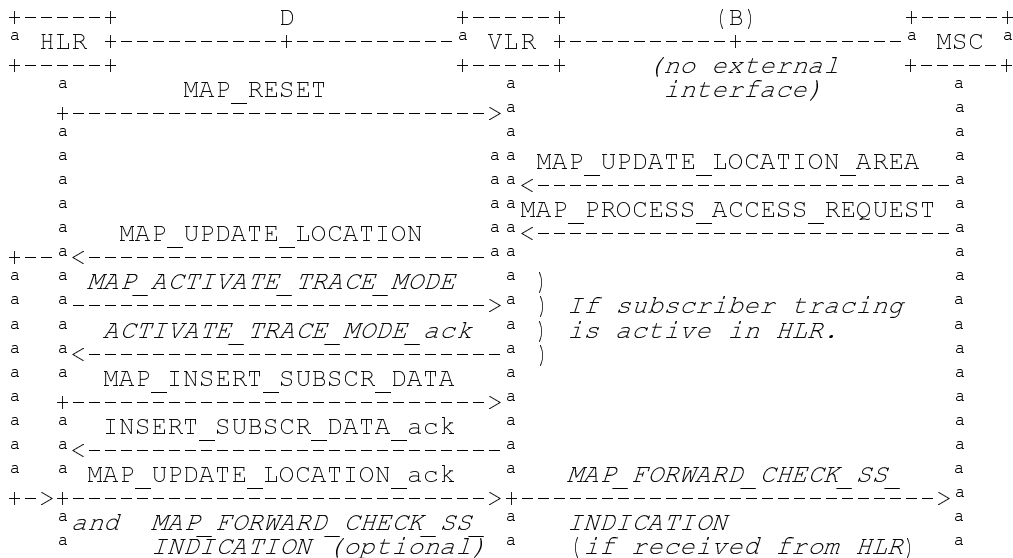 +-----+ D +-----+ (B) +-----+
a HLR +----------+----------a VLR +----------+----------a MSC a
+-----+ +-----+ (no external +-----+
a MAP_RESET a interface) a
+-------------------------->a a
a a a
a a a MAP_UPDATE_LOCATION_AREA a
a a a<--------------------------a
a a a MAP_PROCESS_ACCESS_REQUEST a
a MAP_UPDATE_LOCATION a a<--------------------------a
+--a<-------------------------a a a
a a MAP_ACTIVATE_TRACE_MODE a ) a
a a-------------------------->a ) If subscriber tracing a
a a ACTIVATE_TRACE_MODE_ack a ) is active in HLR. a
a a<--------------------------a ) a
a a MAP_INSERT_SUBSCR_DATA a a
a +-------------------------->a a
a a INSERT_SUBSCR_DATA_ack a a
a a<--------------------------a a
a a MAP_UPDATE_LOCATION_ack a MAP_FORWARD_CHECK_SS_ a
+->+-------------------------->+-------------------------->a
a and MAP_FORWARD_CHECK_SS_ a INDICATION a
a INDICATION (optional) a (if received from HLR) a